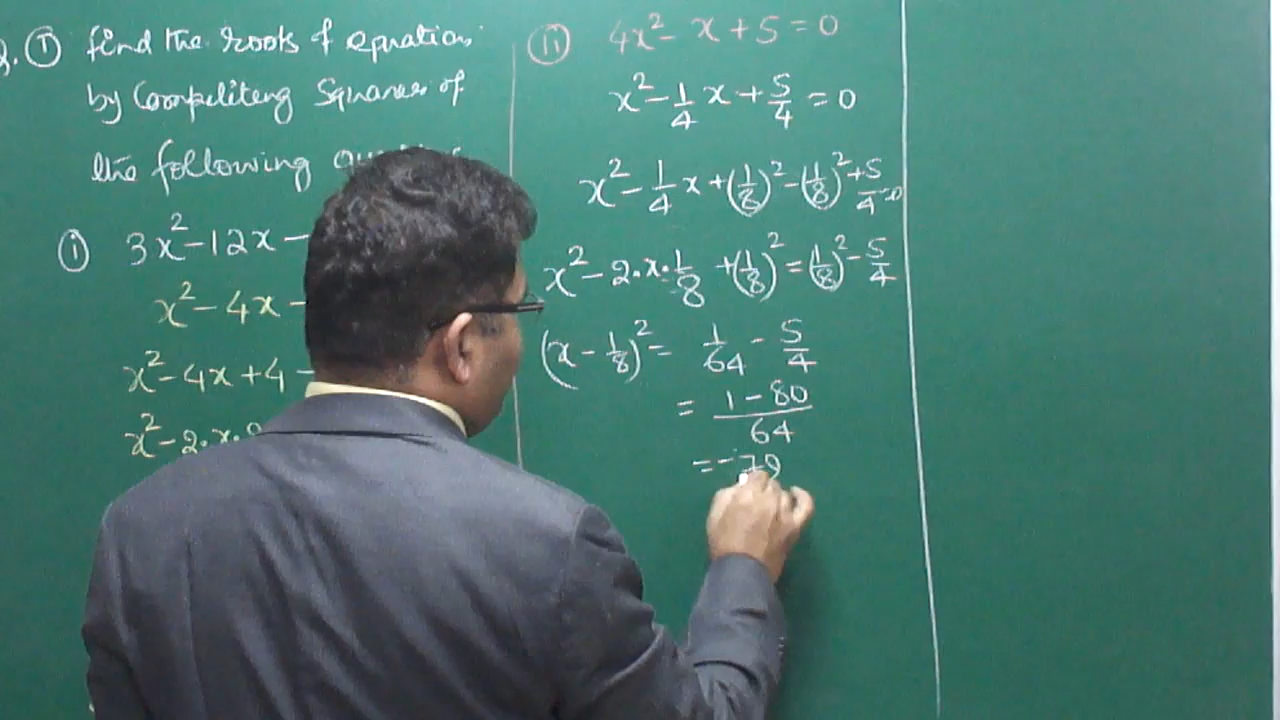 Q. I find the roots of equation
by Compeliteng Squares of
the following
i 3x² - 12x -
x² - 4x -
x² - 4x + 4 -
x² - 2 · x · 2
ii 4x² - x + 5 = 0
x² - 1/4 x + 5/4 = 0
x² - 1/4 x + (1/8)² - (1/8)² + 5/4 = 0
x² - 2 · x · 1/8 + (1/8)² = (1/8)² - 5/4
(x - 1/8)² = 1/64 - 5/4
= 1 - 80 / 64
= -79